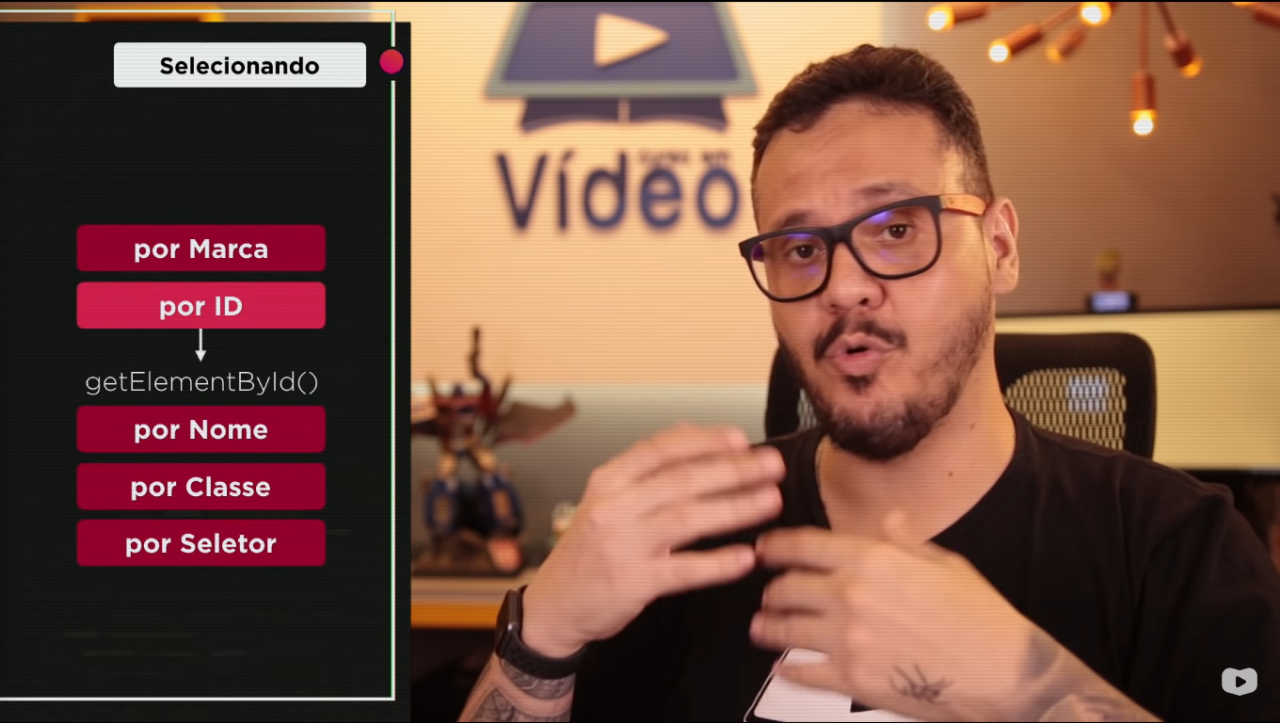 Selecionando
por Marca
por ID
getElementById()
por Nome
por Classe
por Seletor
Vídeo